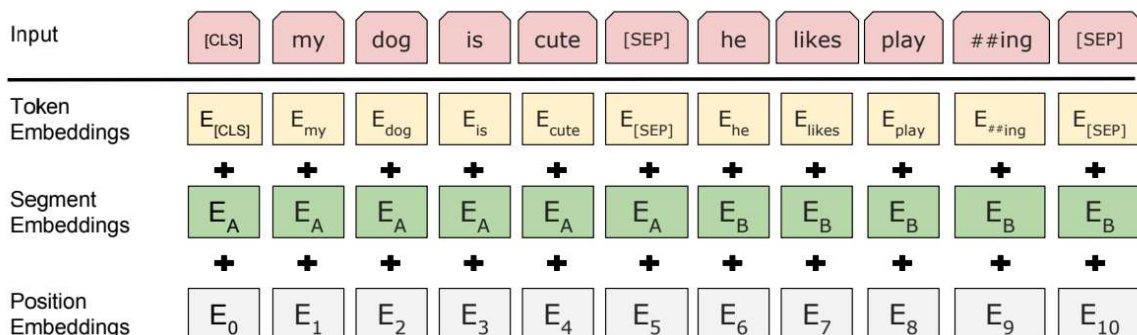 Input [CLS] my dog is cute [SEP] he likes play ##ing [SEP]
Token
Embeddings E[CLS] Emy Edog Eis Ecute E[SEP] Ehe Elikes Eplay E##ing E[SEP]
+ + + + + + + + + + +
Segment
Embeddings EA EA EA EA EA EA EB EB EB EB EB
+ + + + + + + + + + +
Position
Embeddings E0 E1 E2 E3 E4 E5 E6 E7 E8 E9 E10